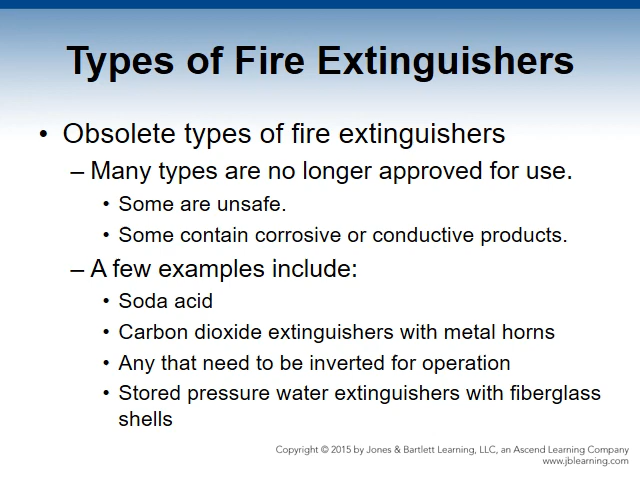 Types of Fire Extinguishers
• Obsolete types of fire extinguishers
– Many types are no longer approved for use.
• Some are unsafe.
• Some contain corrosive or conductive products.
– A few examples include:
• Soda acid
• Carbon dioxide extinguishers with metal horns
• Any that need to be inverted for operation
• Stored pressure water extinguishers with fiberglass
shells
Copyright © 2015 by Jones & Bartlett Learning, LLC, an Ascend Learning Company
www.jblearning.com